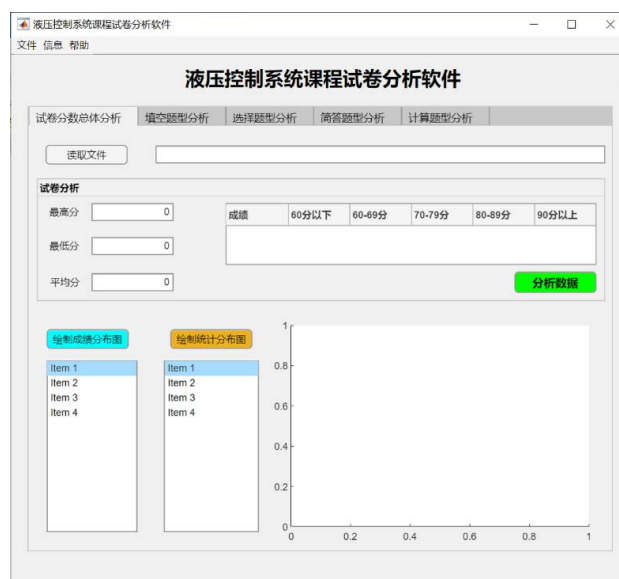 液压控制系统课程试卷分析软件
文件 信息 帮助
液压控制系统课程试卷分析软件
试卷分数总体分析 填空题型分析 选择题型分析 简答题型分析 计算题型分析
读取文件
试卷分析
最高分 0
成绩 60分以下 60-69分 70-79分 80-89分 90分以上
最低分 0
平均分 0
分析数据
绘制成绩分布图 绘制统计分布图
Item 1
Item 2
Item 3
Item 4
Item 1
Item 2
Item 3
Item 4
1
0.8
0.6
0.4
0.2
0
0 0.2 0.4 0.6 0.8 1